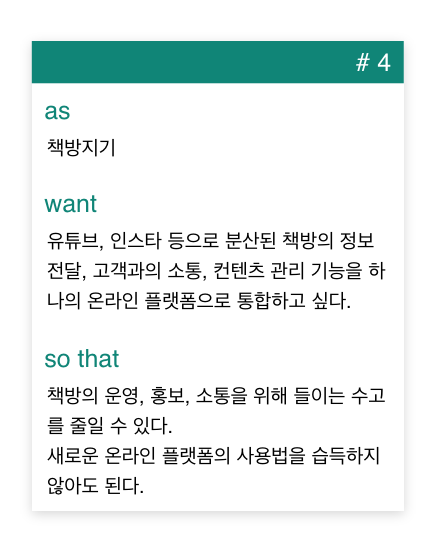 # 4
as
책방지기
want
유튜브, 인스타 등으로 분산된 책방의 정보
전달, 고객과의 소통, 컨텐츠 관리 기능을 하
나의 온라인 플랫폼으로 통합하고 싶다.
so that
책방의 운영, 홍보, 소통을 위해 들이는 수고
를 줄일 수 있다.
새로운 온라인 플랫폼의 사용법을 습득하지
않아도 된다.